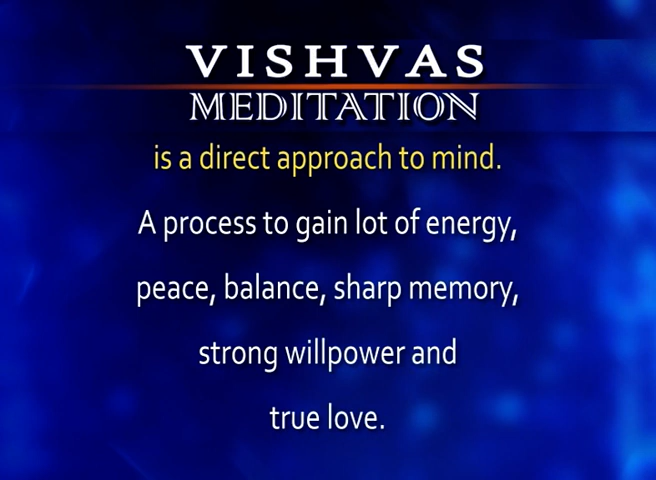 VISHVAS
MEDITATION
is a direct approach to mind.
A process to gain lot of energy,
peace, balance, sharp memory,
strong willpower and
true love.